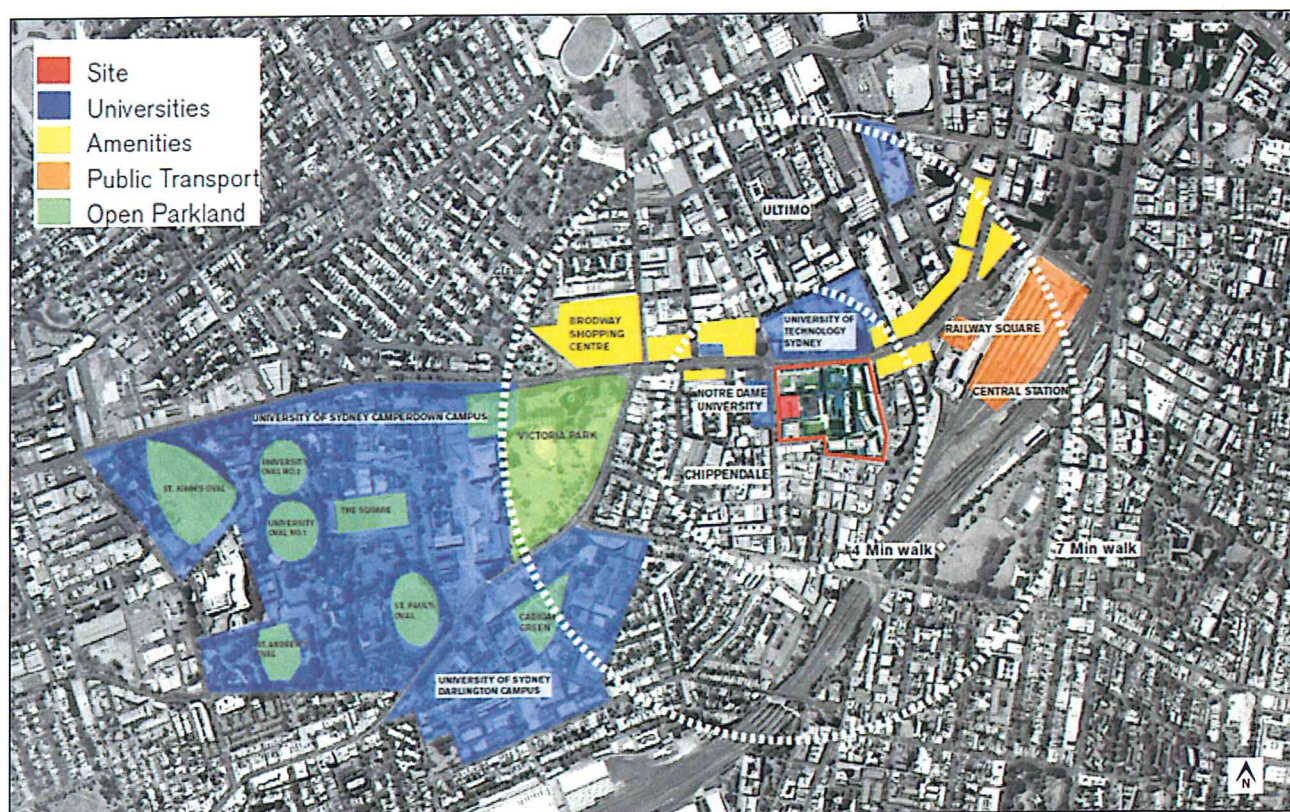 Site
Universities
Amenities
Public Transport
Open Parkland
ULTIMO
BRODWAY
SHOPPING
CENTRE
UNIVERSITY OF
TECHNOLOGY
SYDNEY
RAILWAY SQUARE
CENTRAL STATION
NOTRE DAME
UNIVERSITY
UNIVERSITY OF SYDNEY CAMPERDOWN CAMPUS
VICTORIA PARK
CHIPPENDALE
ST. JOHN'S OVAL
UNIVERSITY
OVAL NO.2
THE SQUARE
UNIVERSITY
OVAL NO.1
4 Min walk
7 Min walk
ST. PAUL'S
OVAL
CADIGAL
GREEN
ST. ANDREW'S
OVAL
UNIVERSITY OF SYDNEY
DARLINGTON CAMPUS
N